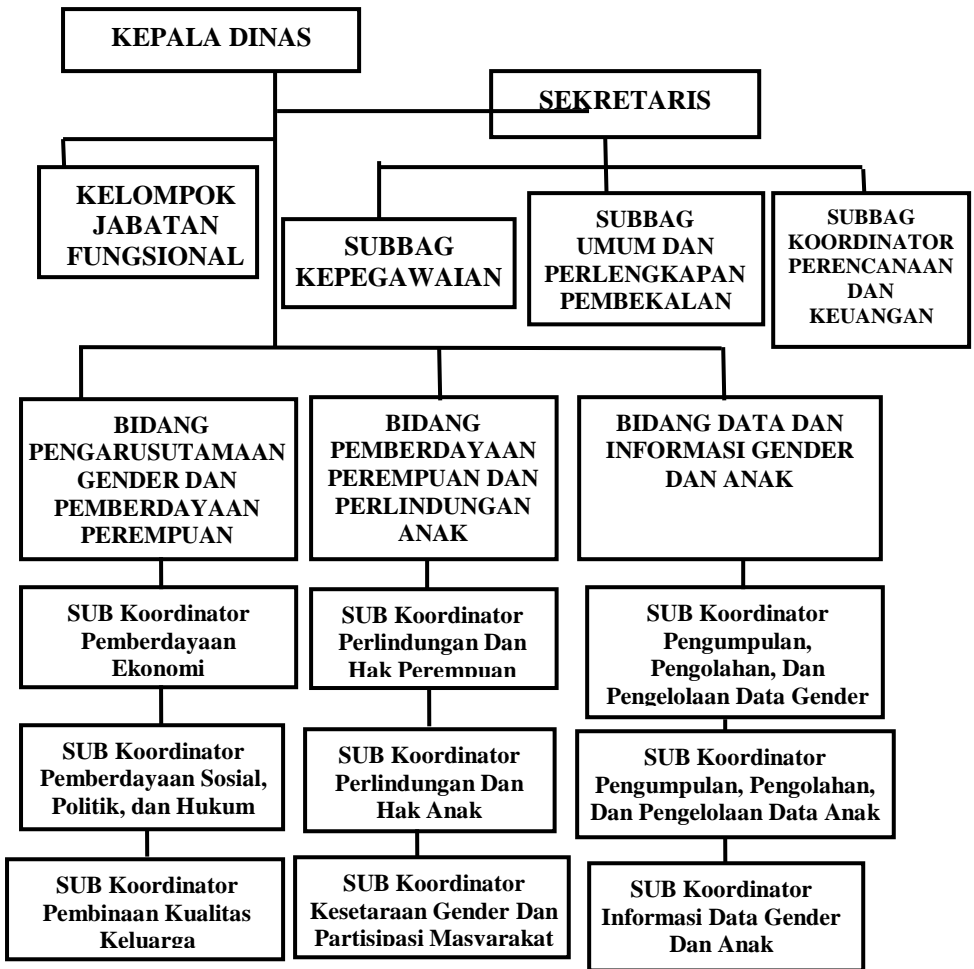 KEPALA DINAS
SEKRETARIS
KELOMPOK
JABATAN
FUNGSIONAL
SUBBAG
KEPEGAWAIAN
SUBBAG
UMUM DAN
PERLENGKAPAN
PEMBEKALAN
SUBBAG
KOORDINATOR
PERENCANAAN
DAN
KEUANGAN
BIDANG
PENGARUSUTAMAAN
GENDER DAN
PEMBERDAYAAN
PEREMPUAN
BIDANG
PEMBERDAYAAN
PEREMPUAN DAN
PERLINDUNGAN
ANAK
BIDANG DATA DAN
INFORMASI GENDER
DAN ANAK
SUB Koordinator
Pemberdayaan
Ekonomi
SUB Koordinator
Perlindungan Dan
Hak Perempuan
SUB Koordinator
Pengumpulan,
Pengolahan, Dan
Pengelolaan Data Gender
SUB Koordinator
Pemberdayaan Sosial,
Politik, dan Hukum
SUB Koordinator
Perlindungan Dan
Hak Anak
SUB Koordinator
Pengumpulan, Pengolahan,
Dan Pengelolaan Data Anak
SUB Koordinator
Pembinaan Kualitas
Keluarga
SUB Koordinator
Kesetaraan Gender Dan
Partisipasi Masyarakat
SUB Koordinator
Informasi Data Gender
Dan Anak